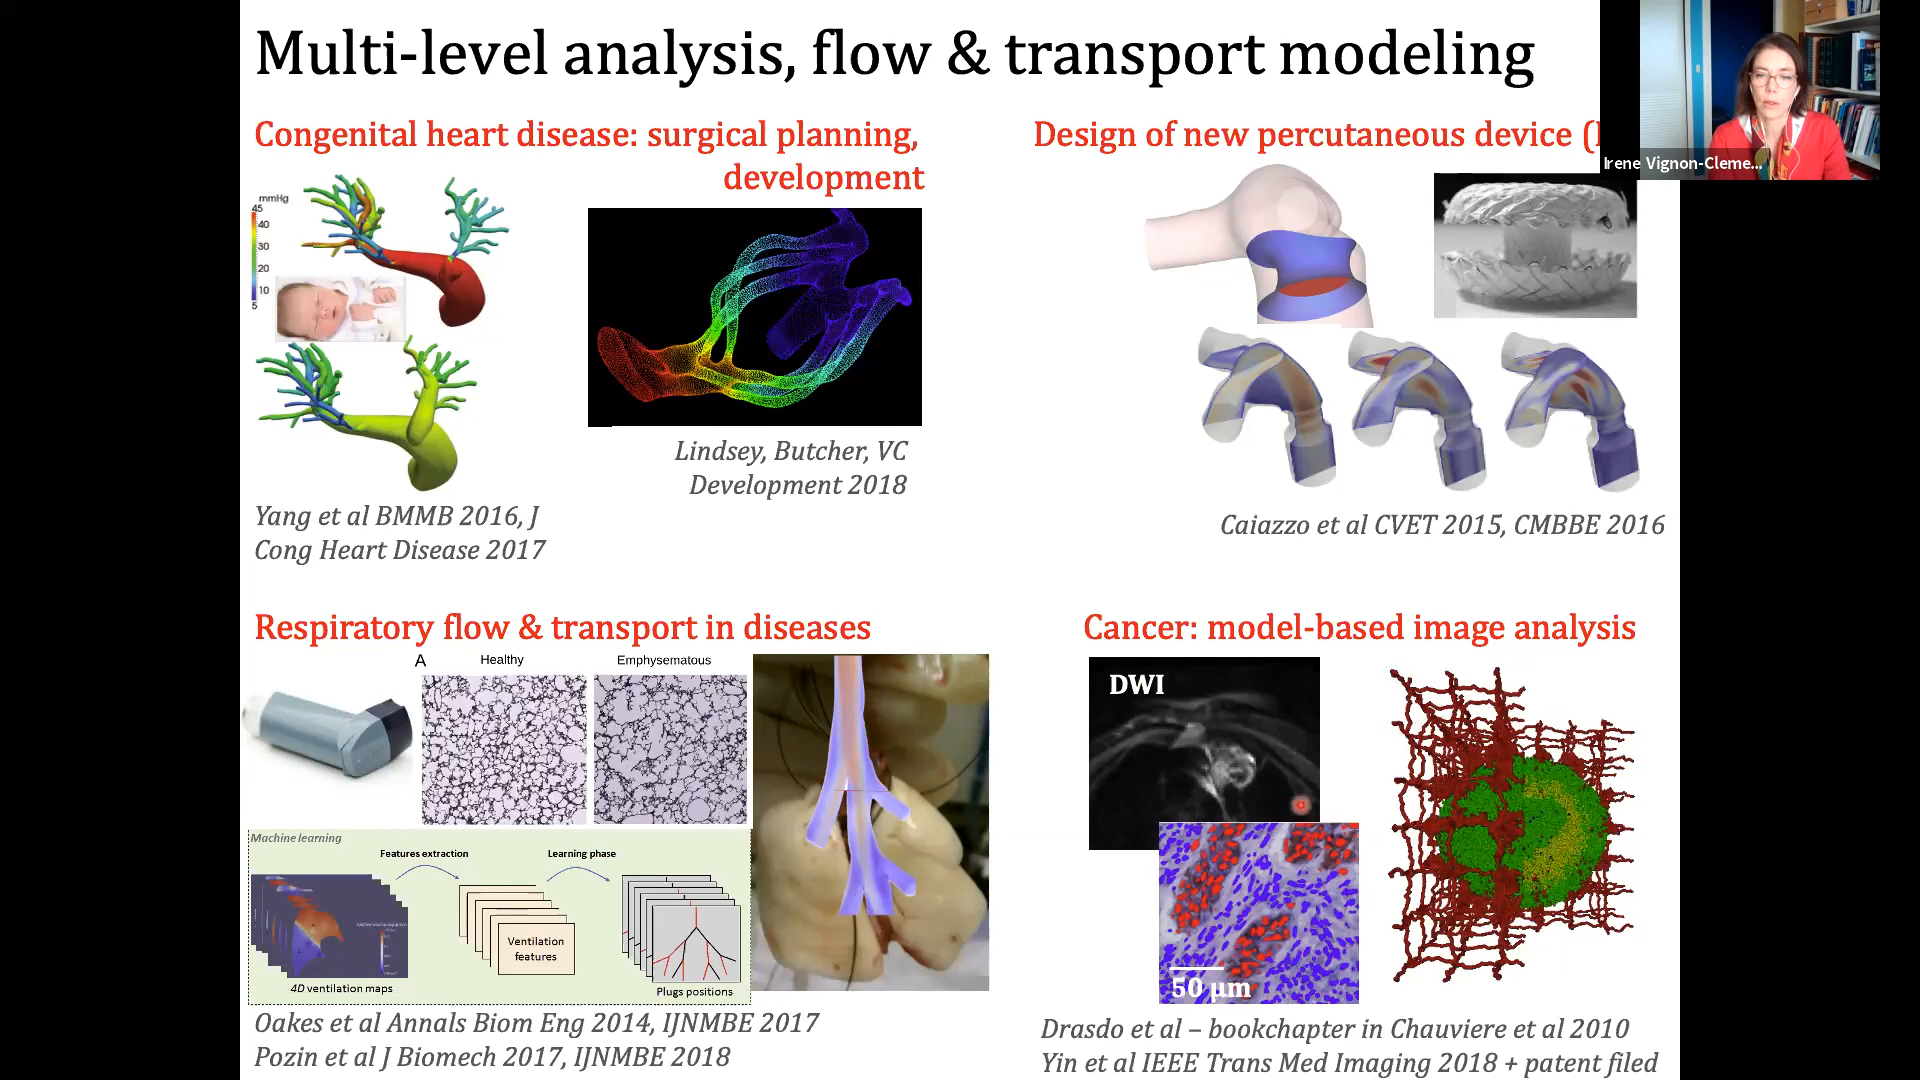 Multi-level analysis, flow & transport modeling
Congenital heart disease: surgical planning,
development
mmHg
45
40
30
20
10
5
Lindsey, Butcher, VC
Development 2018
Yang et al BMMB 2016, J
Cong Heart Disease 2017
Design of new percutaneous device (
Irene Vignon-Cleme...
Caiazzo et al CVET 2015, CMBBE 2016
Respiratory flow & transport in diseases
A
Healthy
Emphysematous
Machine learning
Features extraction
Learning phase
Ventilation
features
4D ventilation maps
Plugs positions
Oakes et al Annals Biom Eng 2014, IJNMBE 2017
Pozin et al J Biomech 2017, IJNMBE 2018
Cancer: model-based image analysis
DWI
50 µm
Drasdo et al – bookchapter in Chauviere et al 2010
Yin et al IEEE Trans Med Imaging 2018 + patent filed